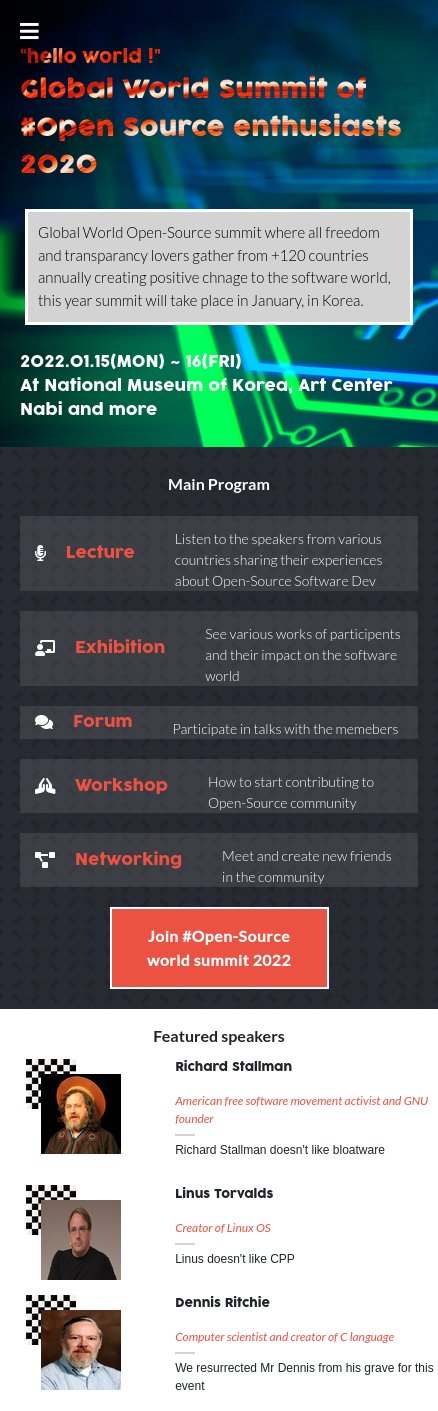 "hello world !"
Global World Summit of
#Open Source enthusiasts
2020
Global World Open-Source summit where all freedom
and transparancy lovers gather from +120 countries
annually creating positive chnage to the software world,
this year summit will take place in January, in Korea.
2022.01.15(MON) ~ 16(FRI)
At National Museum of Korea, Art Center
Nabi and more
Main Program
Lecture
Listen to the speakers from various
countries sharing their experiences
about Open-Source Software Dev
Exhibition
See various works of participents
and their impact on the software
world
Forum
Participate in talks with the memebers
Workshop
How to start contributing to
Open-Source community
Networking
Meet and create new friends
in the community
Join #Open-Source
world summit 2022
Featured speakers
Richard Stallman
American free software movement activist and GNU
founder
Richard Stallman doesn't like bloatware
Linus Torvalds
Creator of Linux OS
Linus doesn't like CPP
Dennis Ritchie
Computer scientist and creator of C language
We resurrected Mr Dennis from his grave for this
event